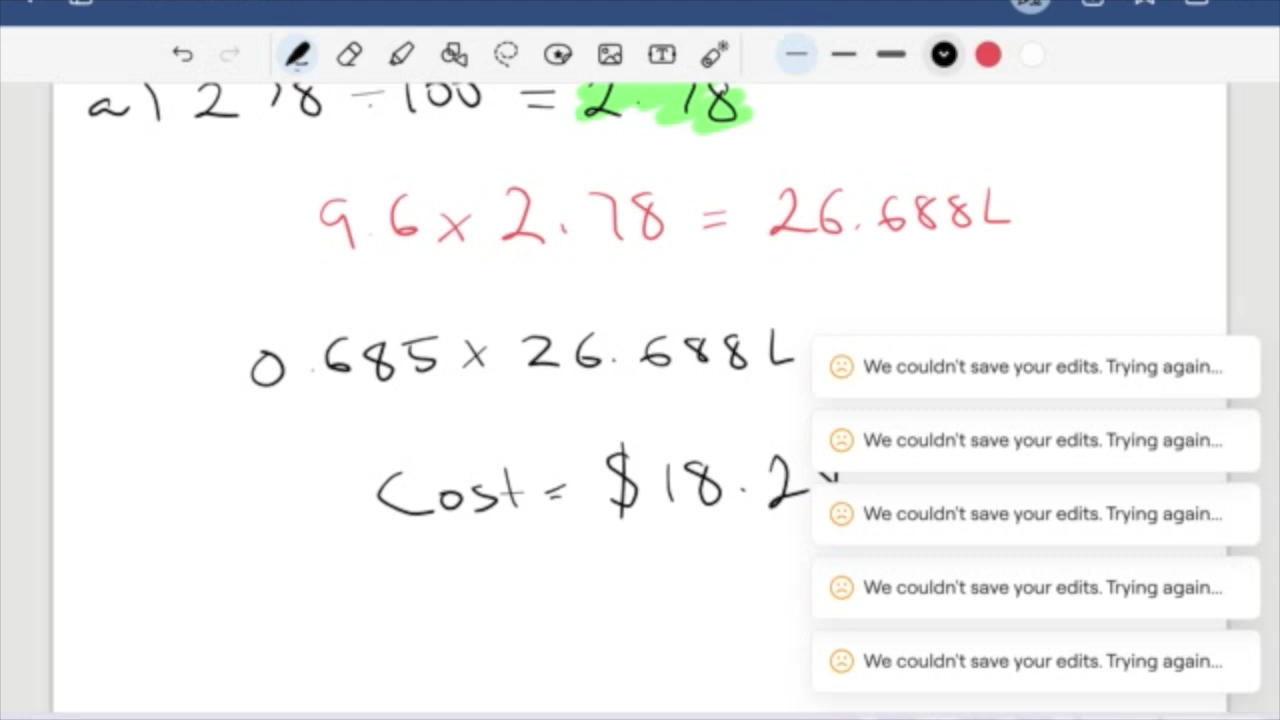 a) 278 ÷ 100 = 2.78
9.6 x 2.78 = 26.688L
0.685 x 26.688L
Cost = $18.2
We couldn't save your edits. Trying again...
We couldn't save your edits. Trying again...
We couldn't save your edits. Trying again...
We couldn't save your edits. Trying again...
We couldn't save your edits. Trying again...